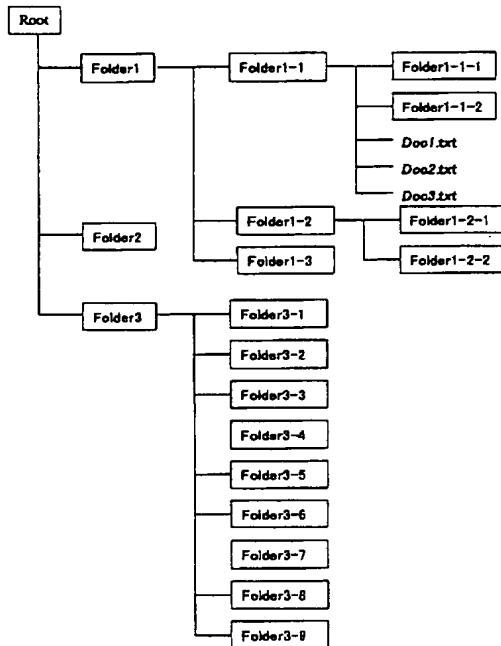 Root
Folder1
Folder1-1
Folder1-1-1
Folder1-1-2
Doc1.txt
Doc2.txt
Doc3.txt
Folder1-2
Folder1-2-1
Folder1-2-2
Folder1-3
Folder2
Folder3
Folder3-1
Folder3-2
Folder3-3
Folder3-4
Folder3-5
Folder3-6
Folder3-7
Folder3-8
Folder3-9